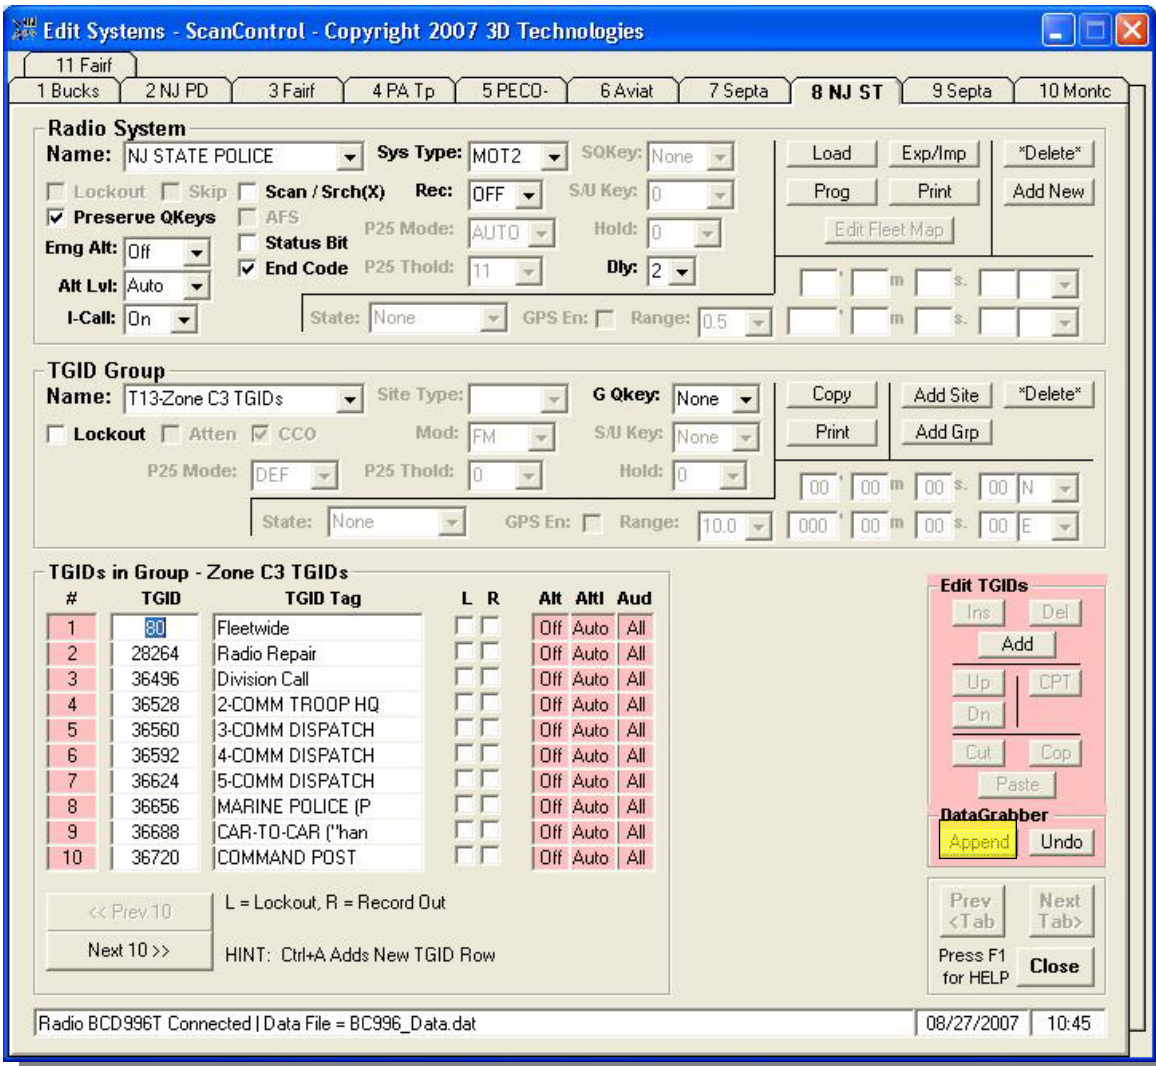 Edit Systems - ScanControl - Copyright 2007 3D Technologies
11 Fairf
1 Bucks 2 NJ PD 3 Fairf 4 PA Tp 5 PECO- 6 Aviat 7 Septa 8 NJ ST 9 Septa 10 Montc
Radio System
Name: NJ STATE POLICE Sys Type: MOT2 SQKey: None Load Exp/Imp *Delete*
Lockout Skip Scan / Srch(X) Rec: OFF S/U Key: 0 Prog Print Add New
Preserve QKeys AFS P25 Mode: AUTO Hold: 0 Edit Fleet Map
Emg Alt: Off Status Bit
End Code P25 Thold: 11 Dly: 2 ' m s.
Alt Lvl: Auto
I-Call: On State: None GPS En: Range: 0.5 ' m s.
TGID Group
Name: T13-Zone C3 TGIDs Site Type: G Qkey: None Copy Add Site *Delete*
Lockout Atten CCO Mod: FM S/U Key: None Print Add Grp
P25 Mode: DEF P25 Thold: 0 Hold: 0 00 ' 00 m 00 s. 00 N
State: None GPS En: Range: 10.0 000 ' 00 m 00 s. 00 E
TGIDs in Group - Zone C3 TGIDs
# TGID TGID Tag L R Alt Altl Aud
1 80 Fleetwide Off Auto All
2 28264 Radio Repair Off Auto All
3 36496 Division Call Off Auto All
4 36528 2-COMM TROOP HQ Off Auto All
5 36560 3-COMM DISPATCH Off Auto All
6 36592 4-COMM DISPATCH Off Auto All
7 36624 5-COMM DISPATCH Off Auto All
8 36656 MARINE POLICE (P Off Auto All
9 36688 CAR-TO-CAR ("han Off Auto All
10 36720 COMMAND POST Off Auto All
<< Prev 10 L = Lockout, R = Record Out
Next 10 >> HINT: Ctrl+A Adds New TGID Row
Edit TGIDs
Ins Del
Add
Up CPT
Dn
Cut Cop
Paste
DataGrabber
Append Undo
Prev <Tab Next Tab>
Press F1 for HELP Close
Radio BCD996T Connected | Data File = BC996_Data.dat 08/27/2007 10:45